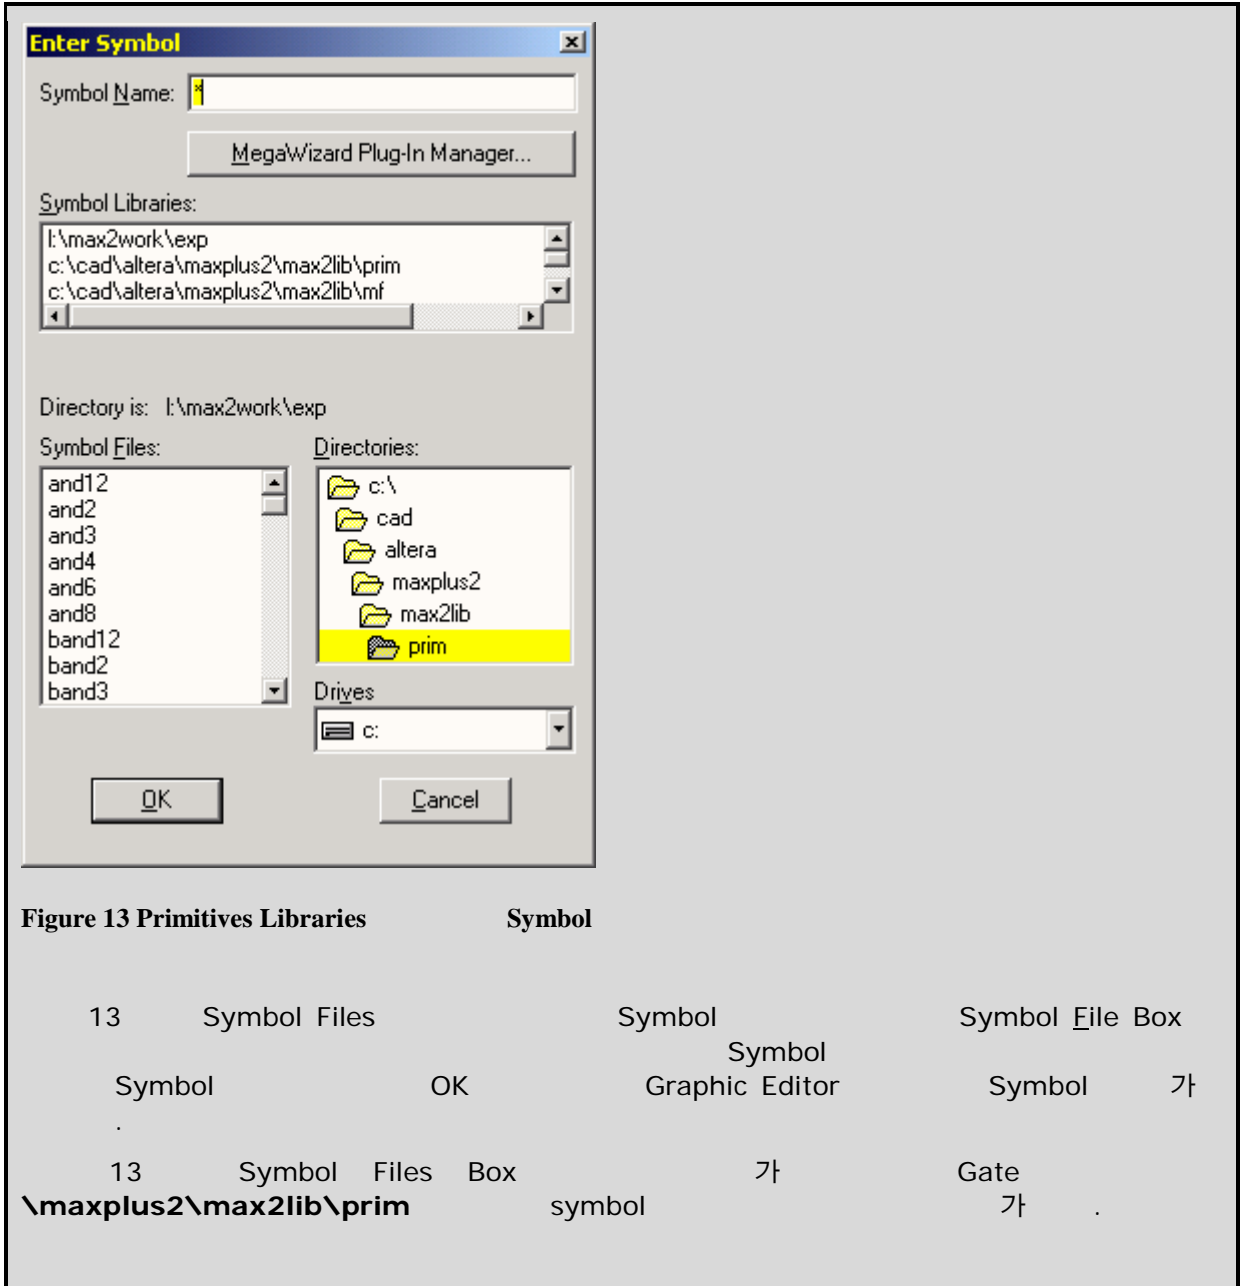 Enter Symbol
Symbol Name: *
MegaWizard Plug-In Manager...
Symbol Libraries:
l:\max2work\exp
c:\cad\altera\maxplus2\max2lib\prim
c:\cad\altera\maxplus2\max2lib\mf
Directory is: l:\max2work\exp
Symbol Files:
and12
and2
and3
and4
and6
and8
band12
band2
band3
Directories:
c:\
cad
altera
maxplus2
max2lib
prim
Drives
c:
OK Cancel
Figure 13 Primitives Libraries Symbol
13 Symbol Files Symbol Symbol File Box
Symbol
Symbol OK Graphic Editor Symbol 가
.
13 Symbol Files Box 가 Gate
\maxplus2\max2lib\prim symbol 가 .